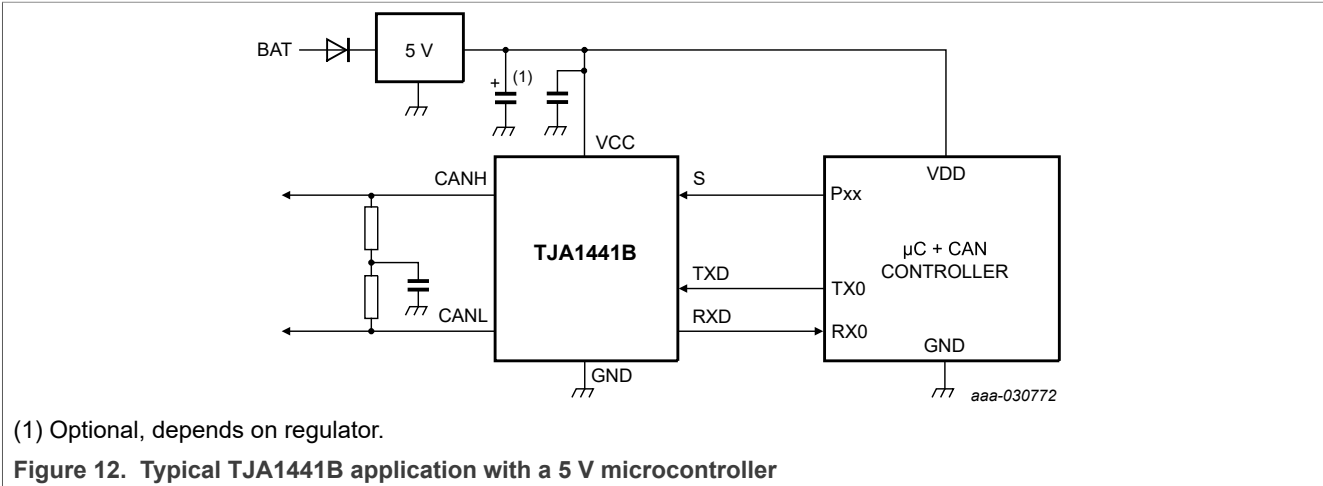 BAT
5 V
+ (1)
VCC
VDD
CANH
S
Pxx
TJA1441B
µC + CAN
CONTROLLER
TXD
TX0
CANL
RXD
RX0
GND
GND
aaa-030772
(1) Optional, depends on regulator.
Figure 12. Typical TJA1441B application with a 5 V microcontroller